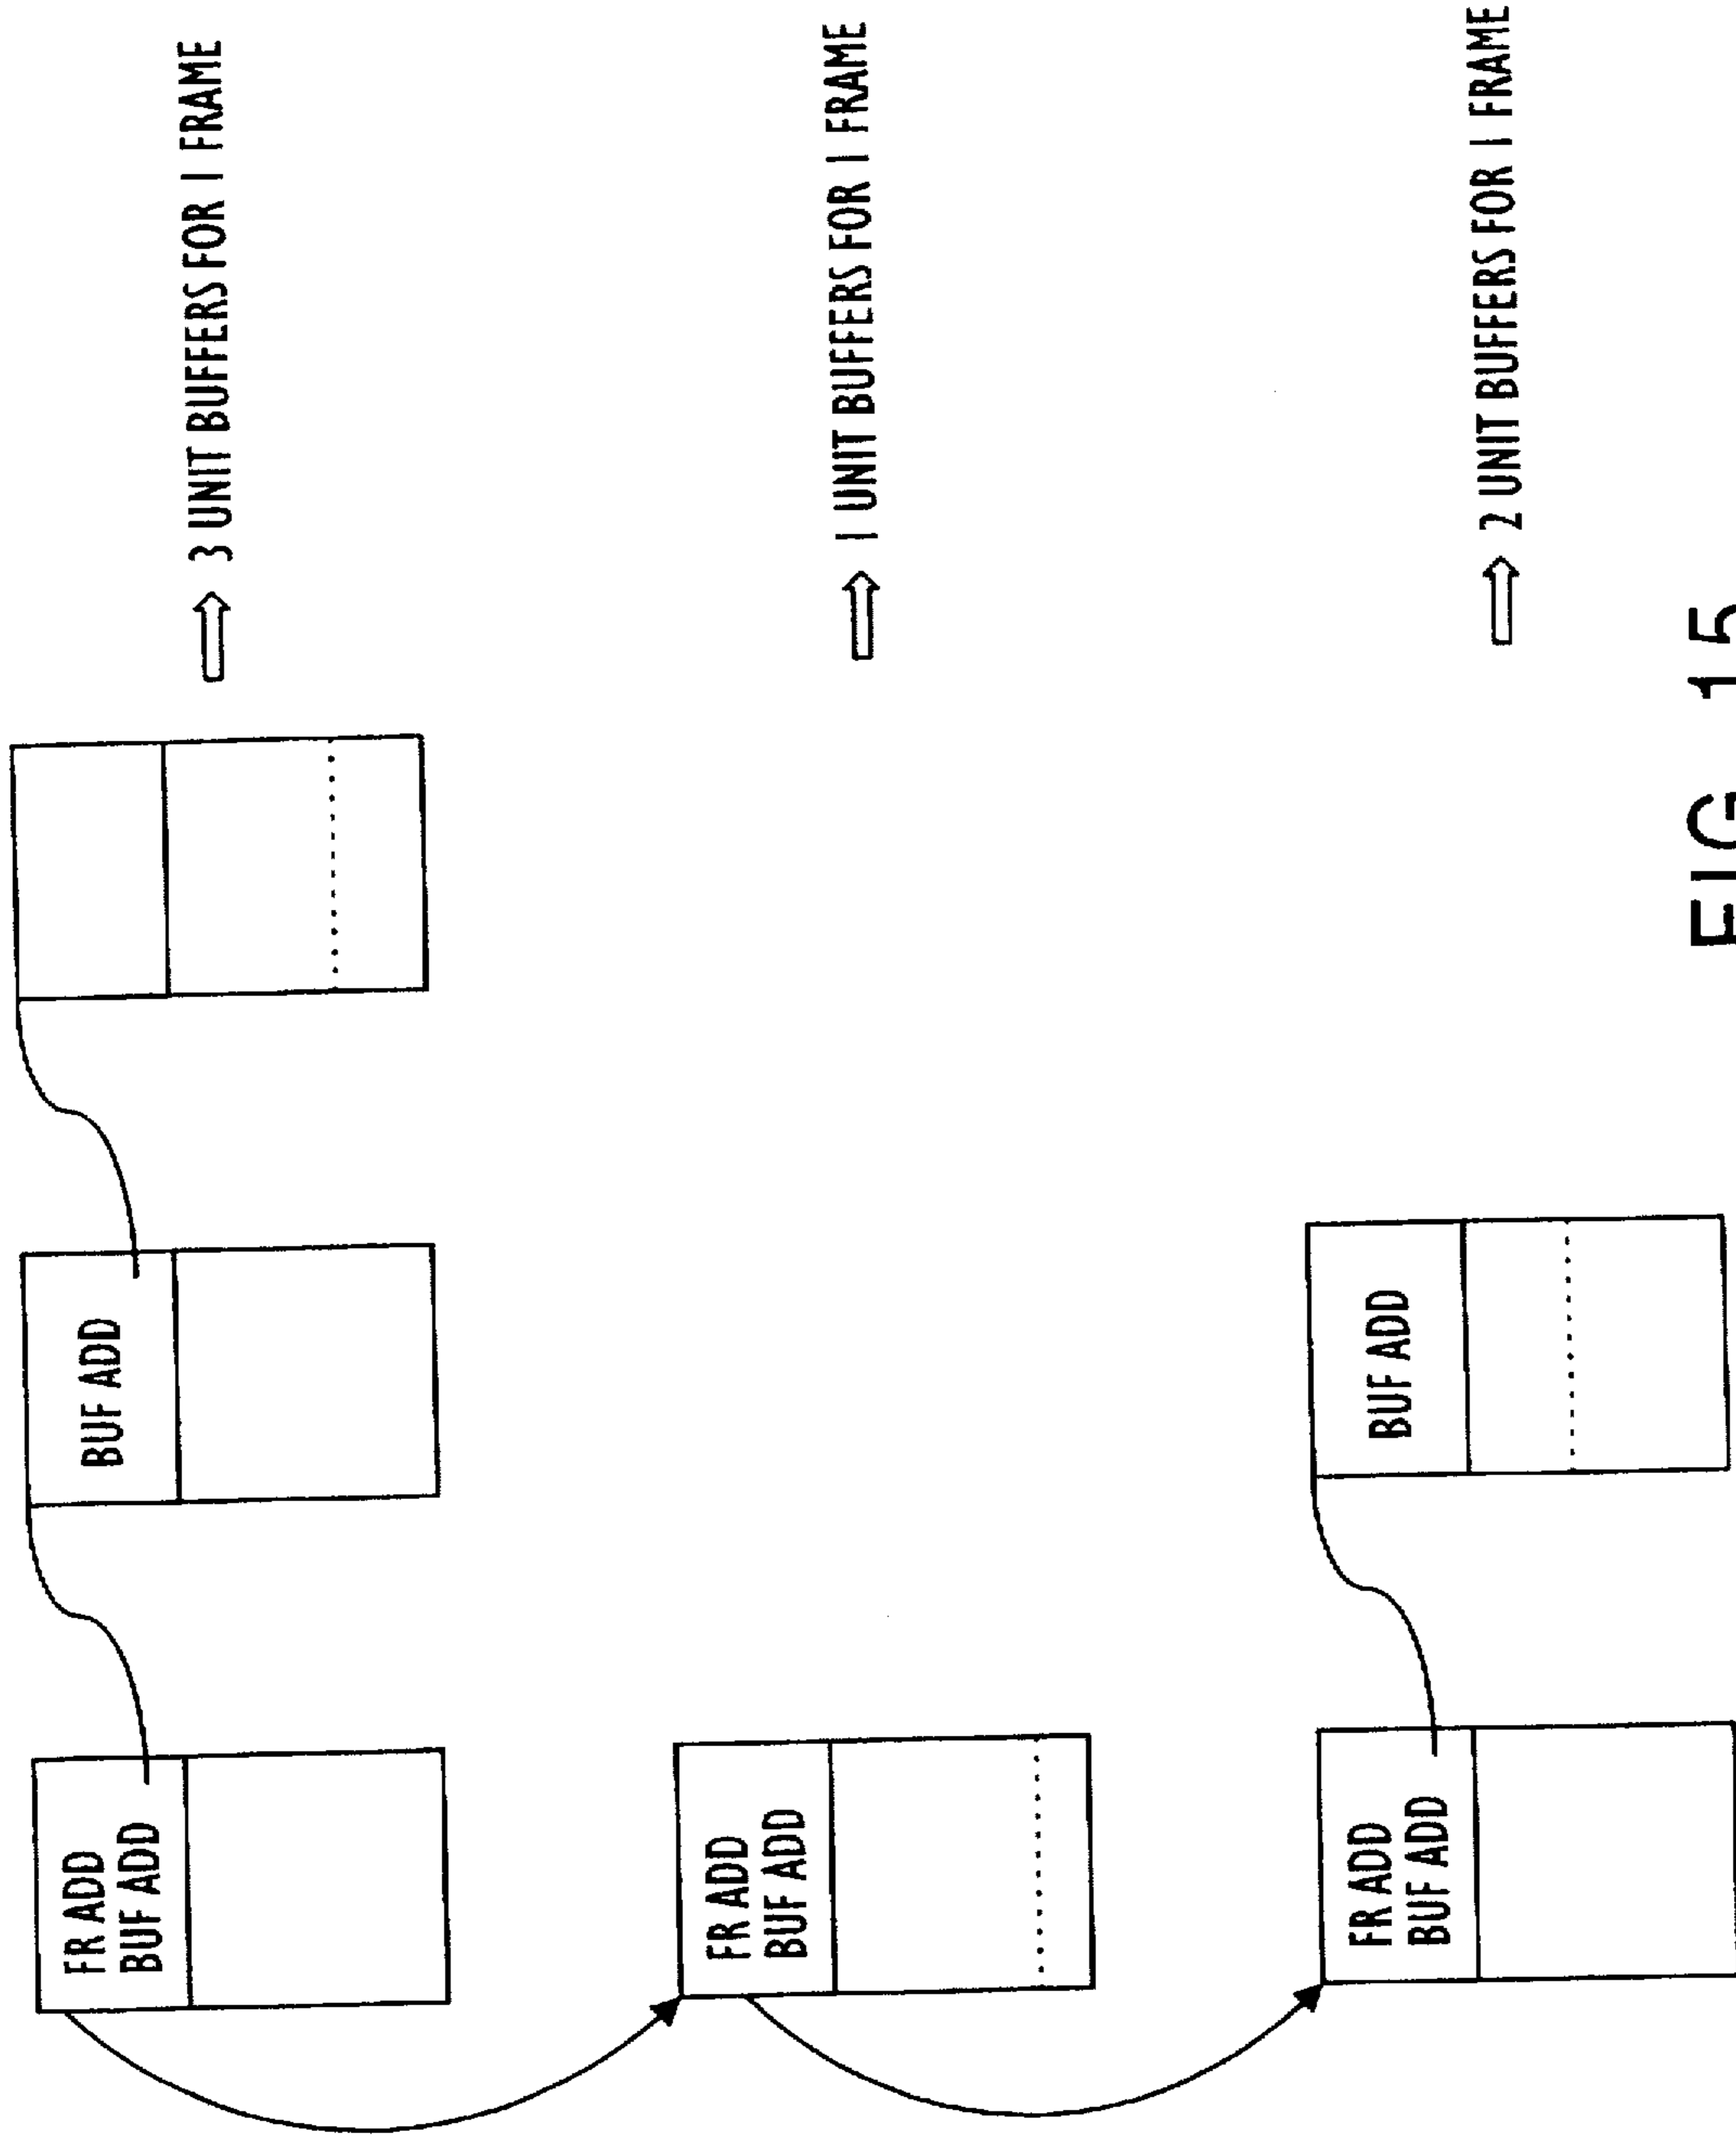 FR ADD
BUF ADD
BUF ADD
⇒ 3 UNIT BUFFERS FOR 1 FRAME
FR ADD
BUF ADD
⇒ 1 UNIT BUFFERS FOR 1 FRAME
FR ADD
BUF ADD
BUF ADD
⇒ 2 UNIT BUFFERS FOR 1 FRAME
FIG. 15